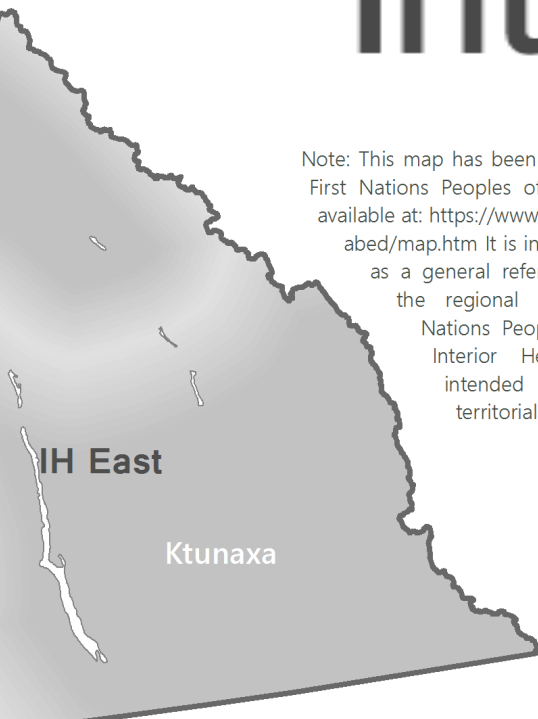 Note: This map has been
First Nations Peoples of
available at: https://www
abed/map.htm It is in
as a general refe
the regional
Nations Peop
Interior He
intended
territorial
IH East
Ktunaxa